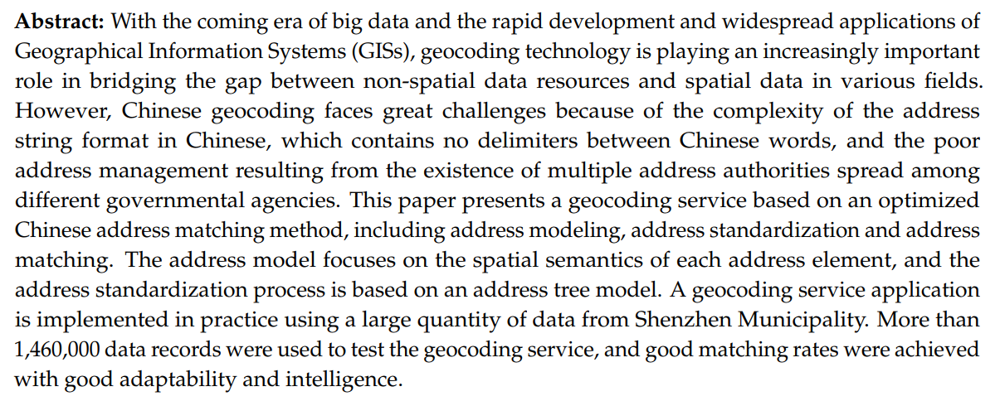 Abstract: With the coming era of big data and the rapid development and widespread applications of
Geographical Information Systems (GISs), geocoding technology is playing an increasingly important
role in bridging the gap between non-spatial data resources and spatial data in various fields.
However, Chinese geocoding faces great challenges because of the complexity of the address
string format in Chinese, which contains no delimiters between Chinese words, and the poor
address management resulting from the existence of multiple address authorities spread among
different governmental agencies. This paper presents a geocoding service based on an optimized
Chinese address matching method, including address modeling, address standardization and address
matching. The address model focuses on the spatial semantics of each address element, and the
address standardization process is based on an address tree model. A geocoding service application
is implemented in practice using a large quantity of data from Shenzhen Municipality. More than
1,460,000 data records were used to test the geocoding service, and good matching rates were achieved
with good adaptability and intelligence.